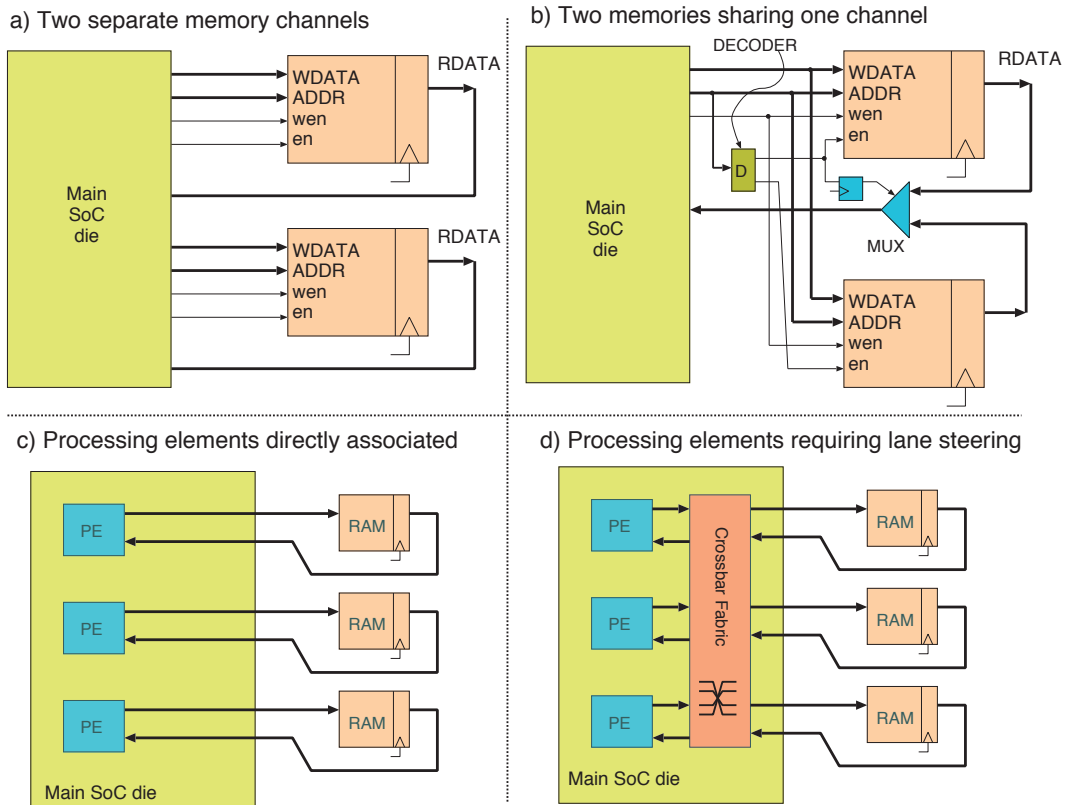 a) Two separate memory channels
WDATA
ADDR
wen
en
RDATA
Main
SoC
die
WDATA
ADDR
wen
en
RDATA
b) Two memories sharing one channel
DECODER
WDATA
ADDR
wen
en
RDATA
D
Main
SoC
die
MUX
WDATA
ADDR
wen
en
c) Processing elements directly associated
PE
RAM
PE
RAM
PE
RAM
Main SoC die
d) Processing elements requiring lane steering
PE
RAM
Crossbar Fabric
PE
RAM
PE
RAM
Main SoC die